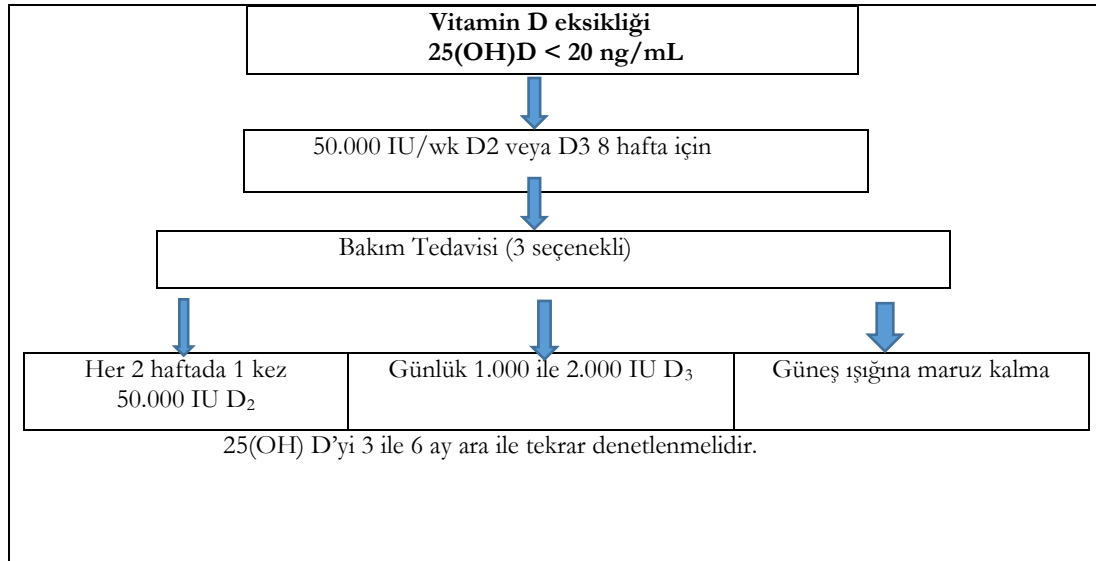 Vitamin D eksikliği
25(OH)D < 20 ng/mL
50.000 IU/wk D2 veya D3 8 hafta için
Bakım Tedavisi (3 seçenekli)
Her 2 haftada 1 kez
50.000 IU D₂
Günlük 1.000 ile 2.000 IU D₃
Güneş ışığına maruz kalma
25(OH) D’yi 3 ile 6 ay ara ile tekrar denetlenmelidir.